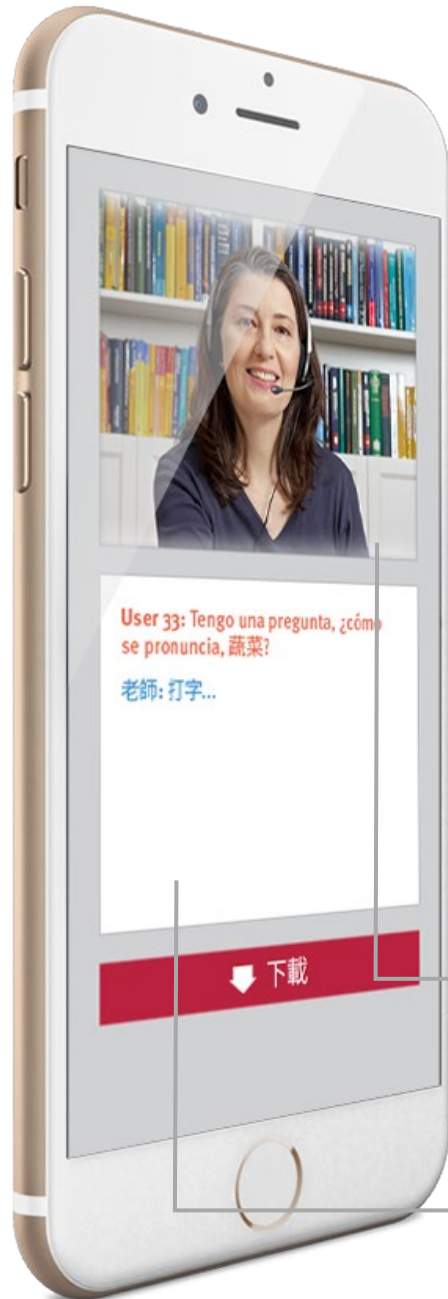 User 33: Tengo una pregunta, ¿cómo
se pronuncia, 蔬菜?
老師: 打字...
下載